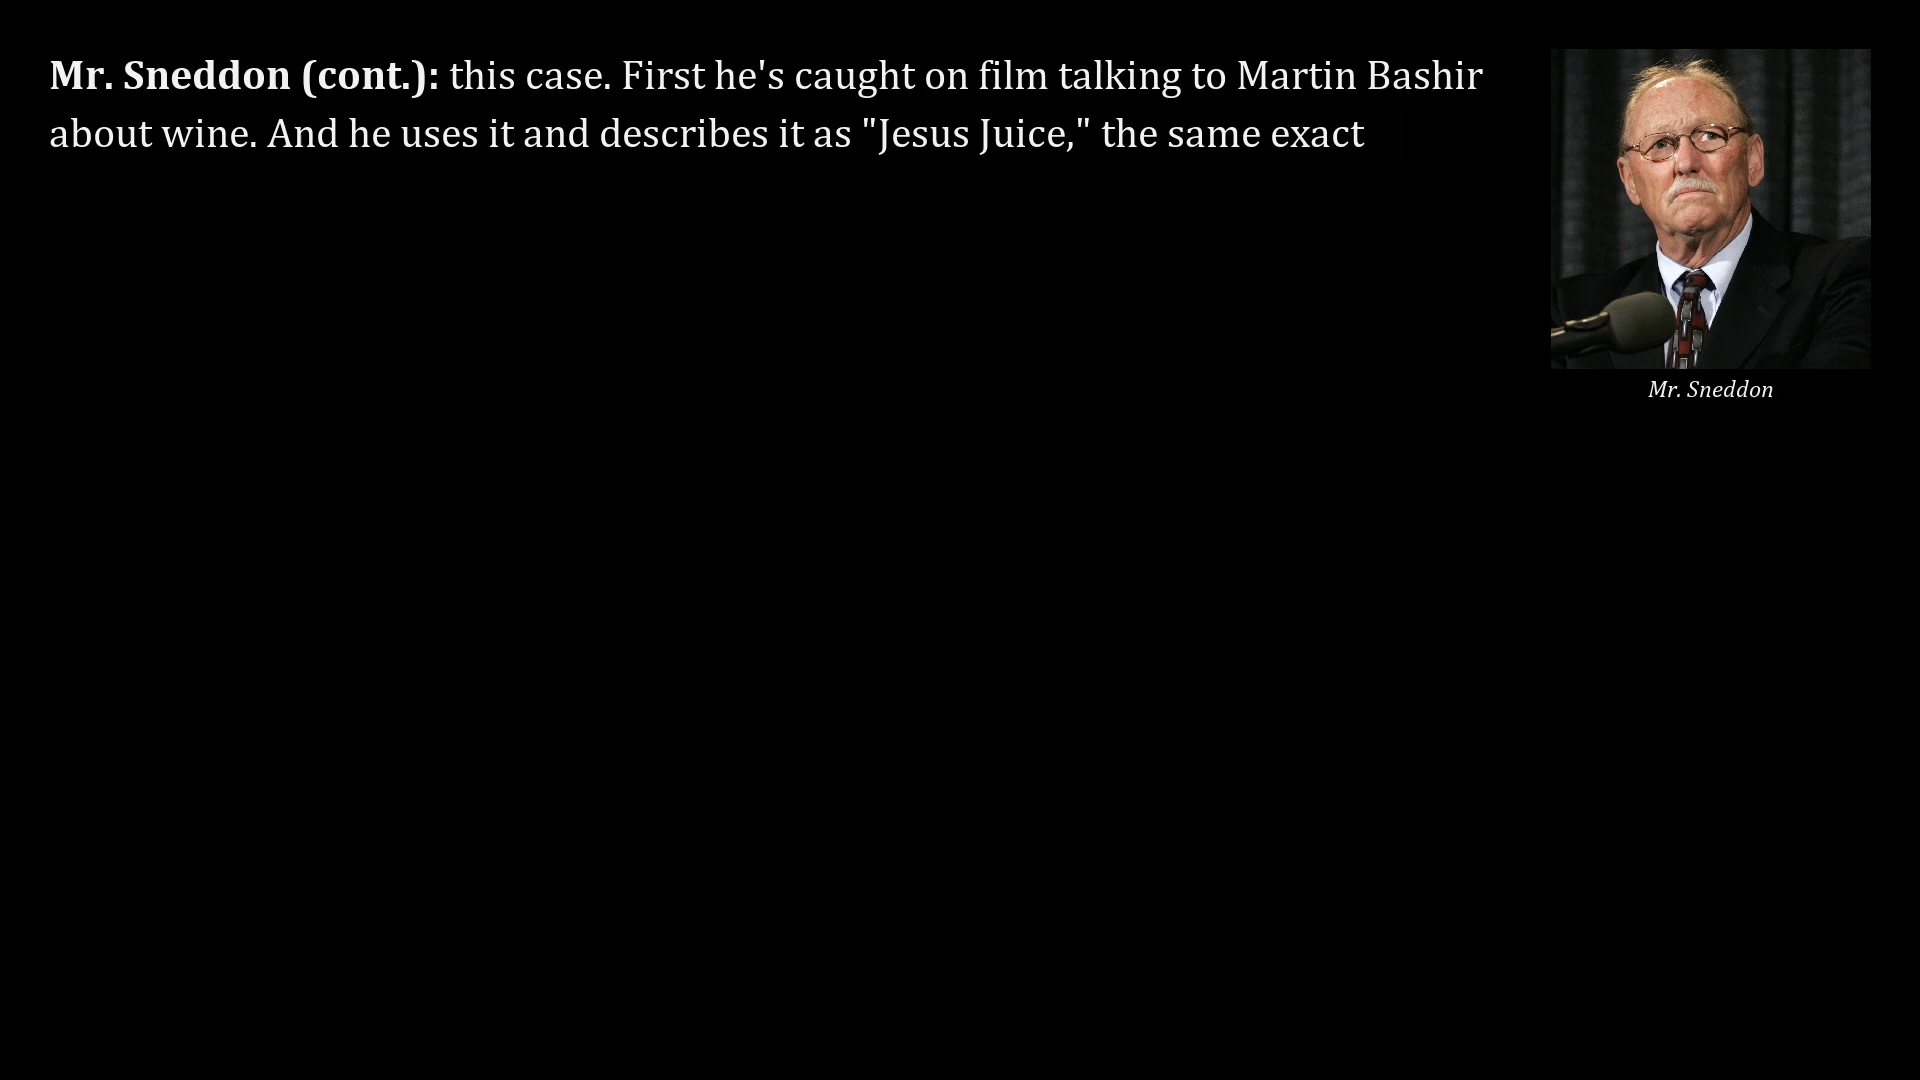 Mr. Sneddon (cont.): this case. First he's caught on film talking to Martin Bashir
about wine. And he uses it and describes it as "Jesus Juice," the same exact
Mr. Sneddon